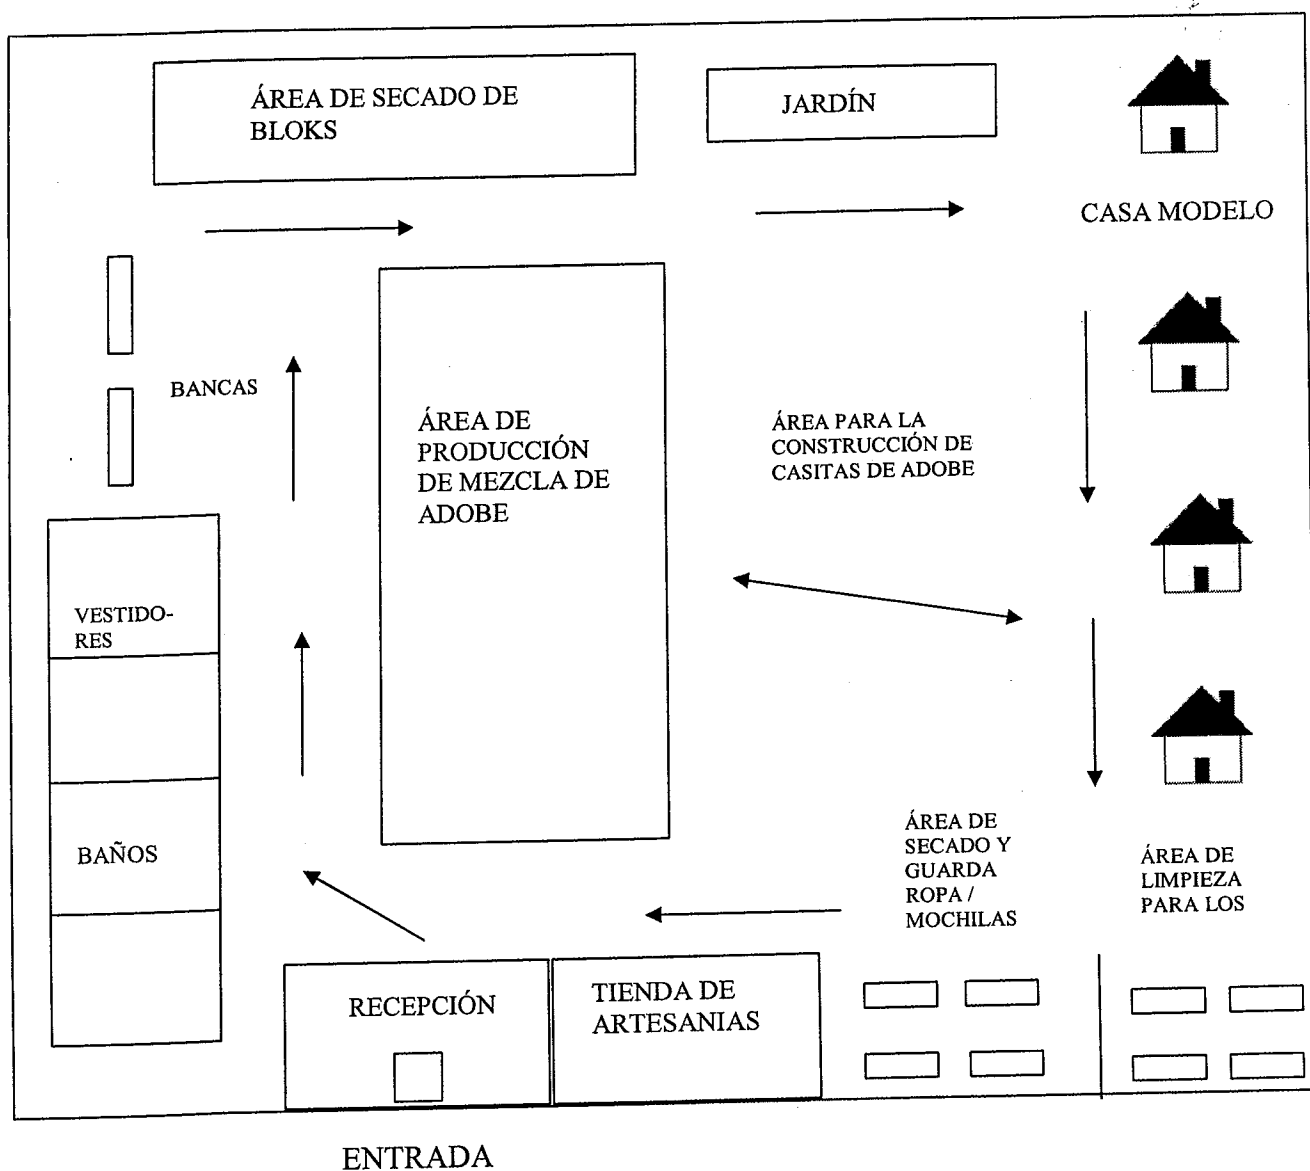 ÁREA DE SECADO DE
BLOKS
JARDÍN
CASA MODELO
BANCAS
ÁREA DE
PRODUCCIÓN
DE MEZCLA DE
ADOBE
ÁREA PARA LA
CONSTRUCCIÓN DE
CASITAS DE ADOBE
VESTIDO-
RES
BAÑOS
ÁREA DE
SECADO Y
GUARDA
ROPA /
MOCHILAS
ÁREA DE
LIMPIEZA
PARA LOS
RECEPCIÓN
TIENDA DE
ARTESANIAS
ENTRADA